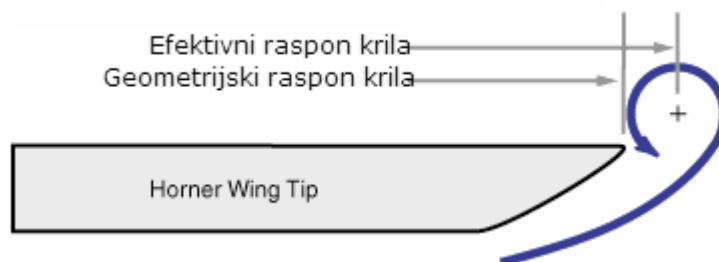 Efektivni raspon krila
Geometrijski raspon krila
Horner Wing Tip